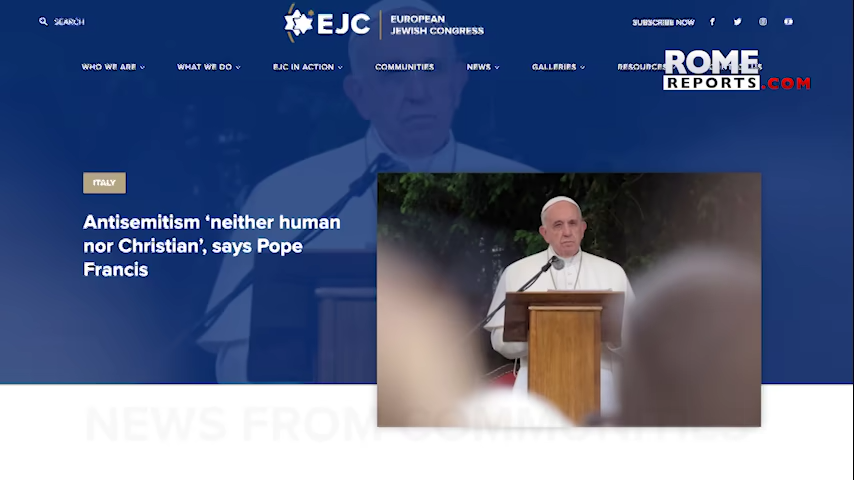 SEARCH
EJC
EUROPEAN
JEWISH CONGRESS
SUBSCRIBE NOW
WHO WE ARE
WHAT WE DO
EJC IN ACTION
COMMUNITIES
NEWS
GALLERIES
RESOURCES
ROME
REPORTS.COM
ITALY
Antisemitism ‘neither human
nor Christian’, says Pope
Francis
NEWS FROM COMMUNITIES